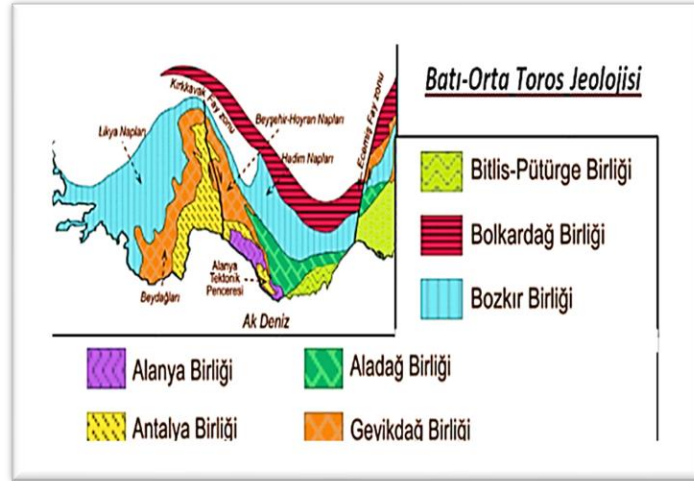 Batı-Orta Toros Jeolojisi
Kırkkavak Fay zonu
Ecemiş Fay zonu
Likya Napları
Beyşehir-Hoyran Napları
Hadim Napları
Alanya
Tektonik
Penceresi
Beydağları
Ak Deniz
Bitlis-Pütürge Birliği
Bolkardağ Birliği
Bozkır Birliği
Alanya Birliği
Aladağ Birliği
Antalya Birliği
Gevikdağ Birliği